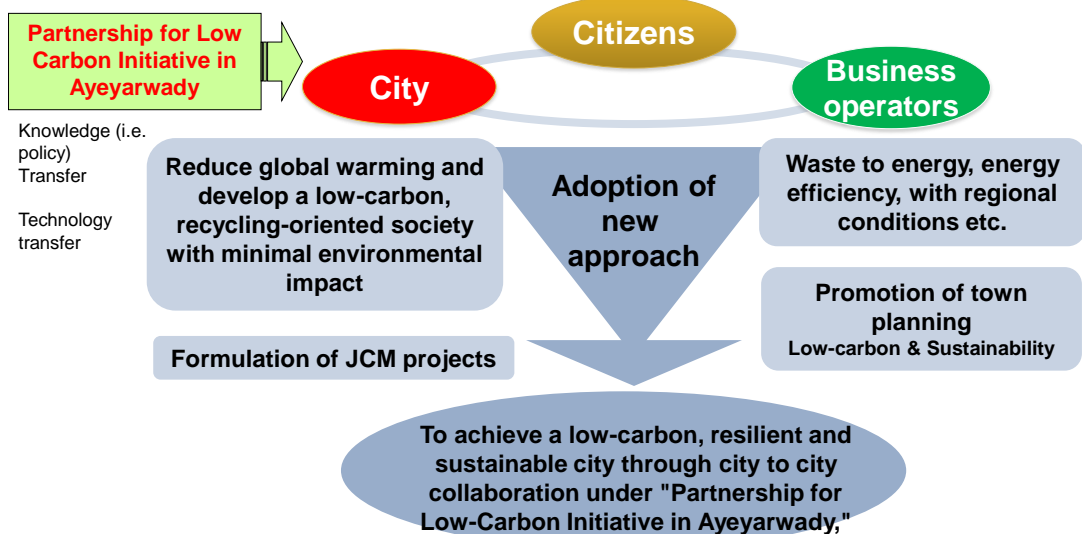 Partnership for Low
Carbon Initiative in
Ayeyarwady
Citizens
City
Business
operators
Knowledge (i.e.
policy)
Transfer
Technology
transfer
Reduce global warming and
develop a low-carbon,
recycling-oriented society
with minimal environmental
impact
Adoption of
new
approach
Waste to energy, energy
efficiency, with regional
conditions etc.
Promotion of town
planning
Low-carbon & Sustainability
Formulation of JCM projects
To achieve a low-carbon, resilient and
sustainable city through city to city
collaboration under "Partnership for
Low-Carbon Initiative in Ayeyarwady,"